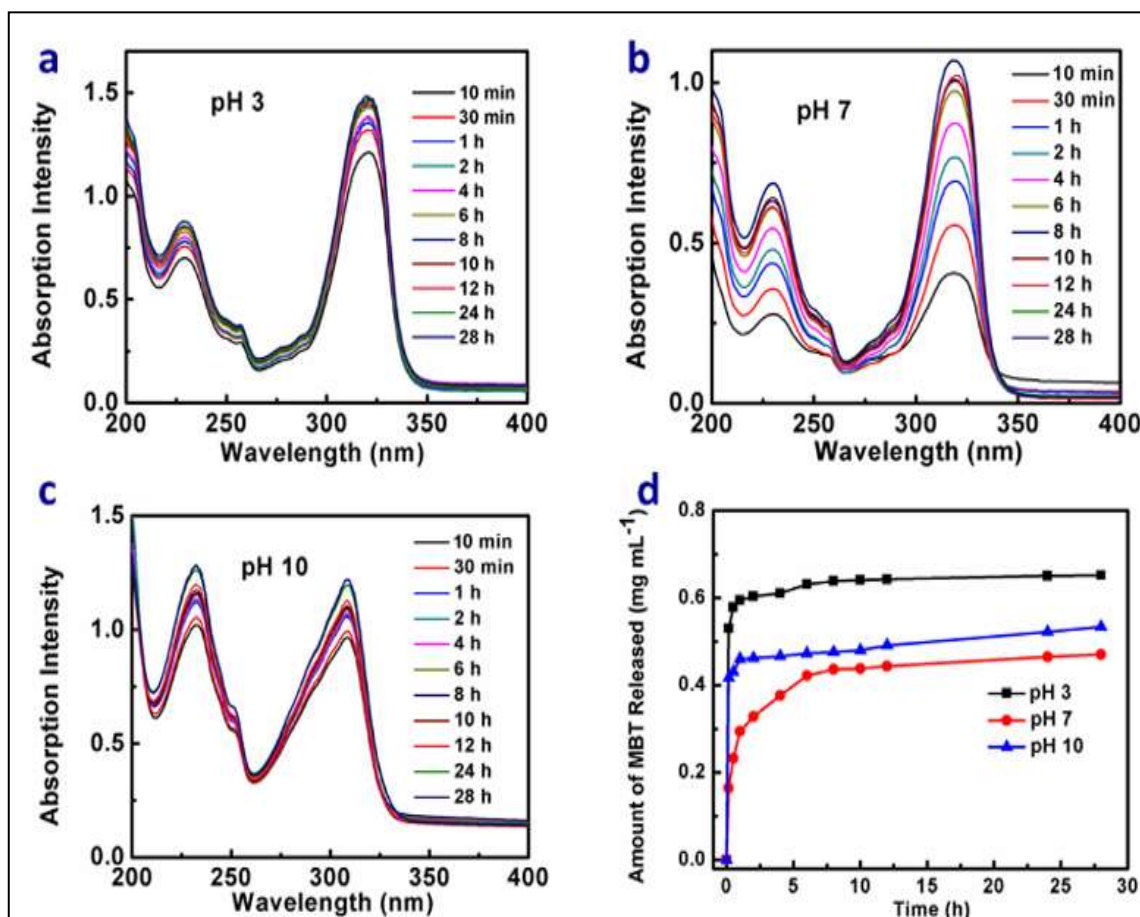 a
pH 3
10 min
30 min
1 h
2 h
4 h
6 h
8 h
10 h
12 h
24 h
28 h
Absorption Intensity
1.5
1.0
0.5
0.0
200 250 300 350 400
Wavelength (nm)
b
pH 7
10 min
30 min
1 h
2 h
4 h
6 h
8 h
10 h
12 h
24 h
28 h
Absorption Intensity
1.0
0.5
0.0
200 250 300 350 400
Wavelength (nm)
c
pH 10
10 min
30 min
1 h
2 h
4 h
6 h
8 h
10 h
12 h
24 h
28 h
Absorption Intensity
1.5
1.0
0.5
0.0
200 250 300 350 400
Wavelength (nm)
d
Amount of MBT Released (mg mL⁻¹)
0.8
0.6
0.4
0.2
0.0
pH 3
pH 7
pH 10
0 5 10 15 20 25 30
Time (h)